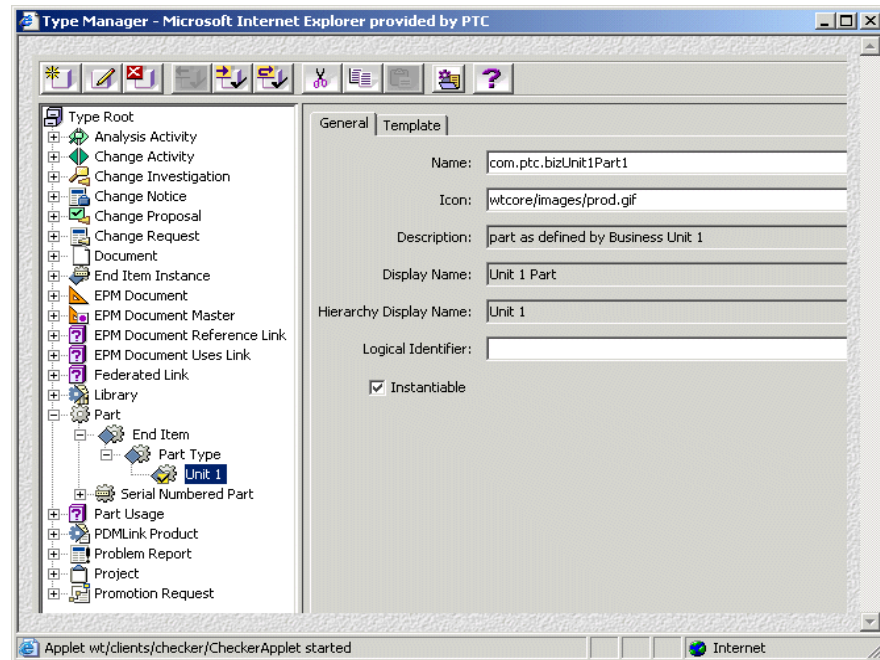 Type Manager - Microsoft Internet Explorer provided by PTC
Type Root
Analysis Activity
Change Activity
Change Investigation
Change Notice
Change Proposal
Change Request
Document
End Item Instance
EPM Document
EPM Document Master
EPM Document Reference Link
EPM Document Uses Link
Federated Link
Library
Part
End Item
Part Type
Unit 1
Serial Numbered Part
Part Usage
PDMLink Product
Problem Report
Project
Promotion Request
General Template
Name: com.ptc.bizUnit1Part1
Icon: wtcore/images/prod.gif
Description: part as defined by Business Unit 1
Display Name: Unit 1 Part
Hierarchy Display Name: Unit 1
Logical Identifier:
Instantiable
Applet wt/clients/checker/CheckerApplet started
Internet